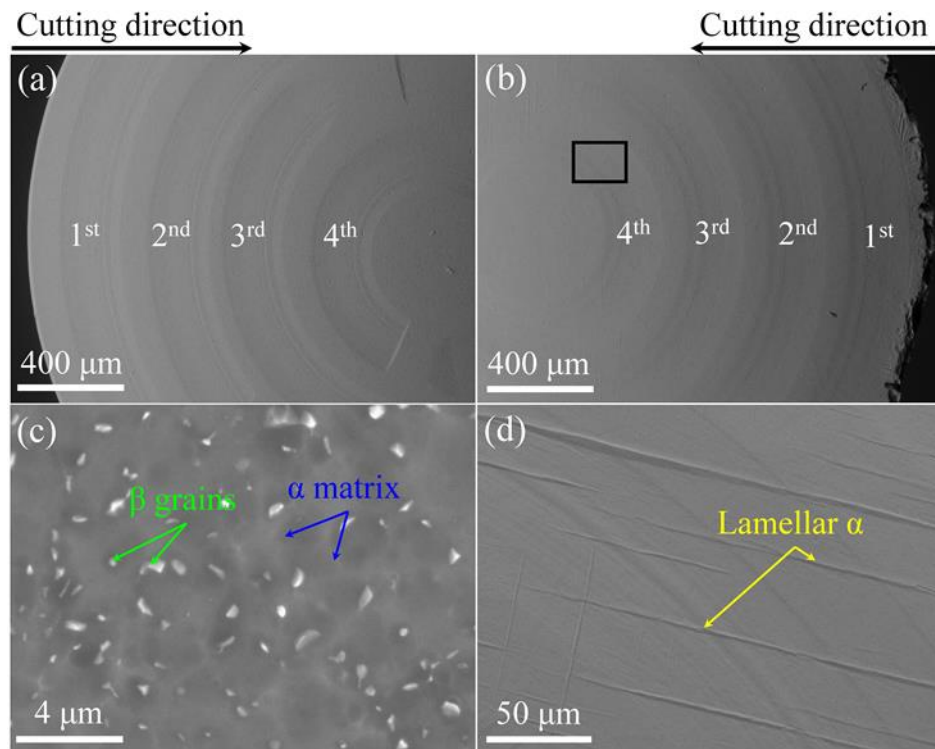 Cutting direction
Cutting direction
(a)
(b)
1st
2nd
3rd
4th
4th
3rd
2nd
1st
400 μm
400 μm
(c)
(d)
β grains
α matrix
Lamellar α
4 μm
50 μm